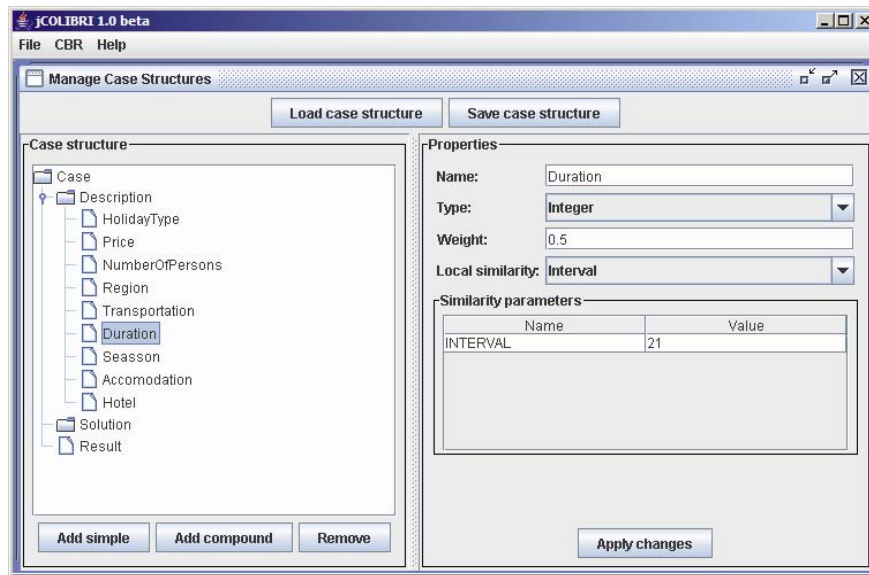 jCOLIBRI 1.0 beta
File CBR Help
Manage Case Structures
Load case structure Save case structure
Case structure
Case
Description
HolidayType
Price
NumberOfPersons
Region
Transportation
Duration
Seasson
Accomodation
Hotel
Solution
Result
Add simple Add compound Remove
Properties
Name: Duration
Type: Integer
Weight: 0.5
Local similarity: Interval
Similarity parameters
Name Value
INTERVAL 21
Apply changes